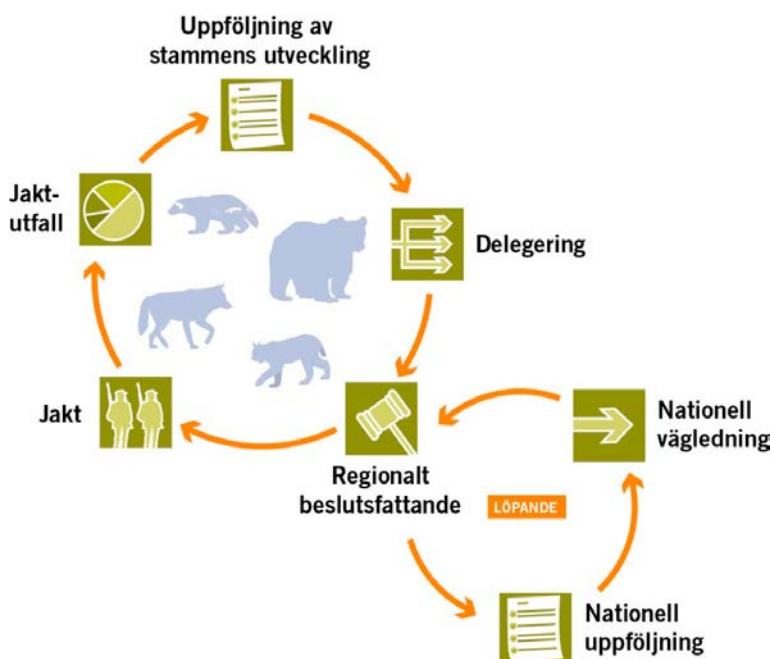 Uppföljning av
stammens utveckling
Jakt-
utfall
Delegering
Jakt
Regionalt
beslutsfattande
Nationell
vägledning
LÖPANDE
Nationell
uppföljning